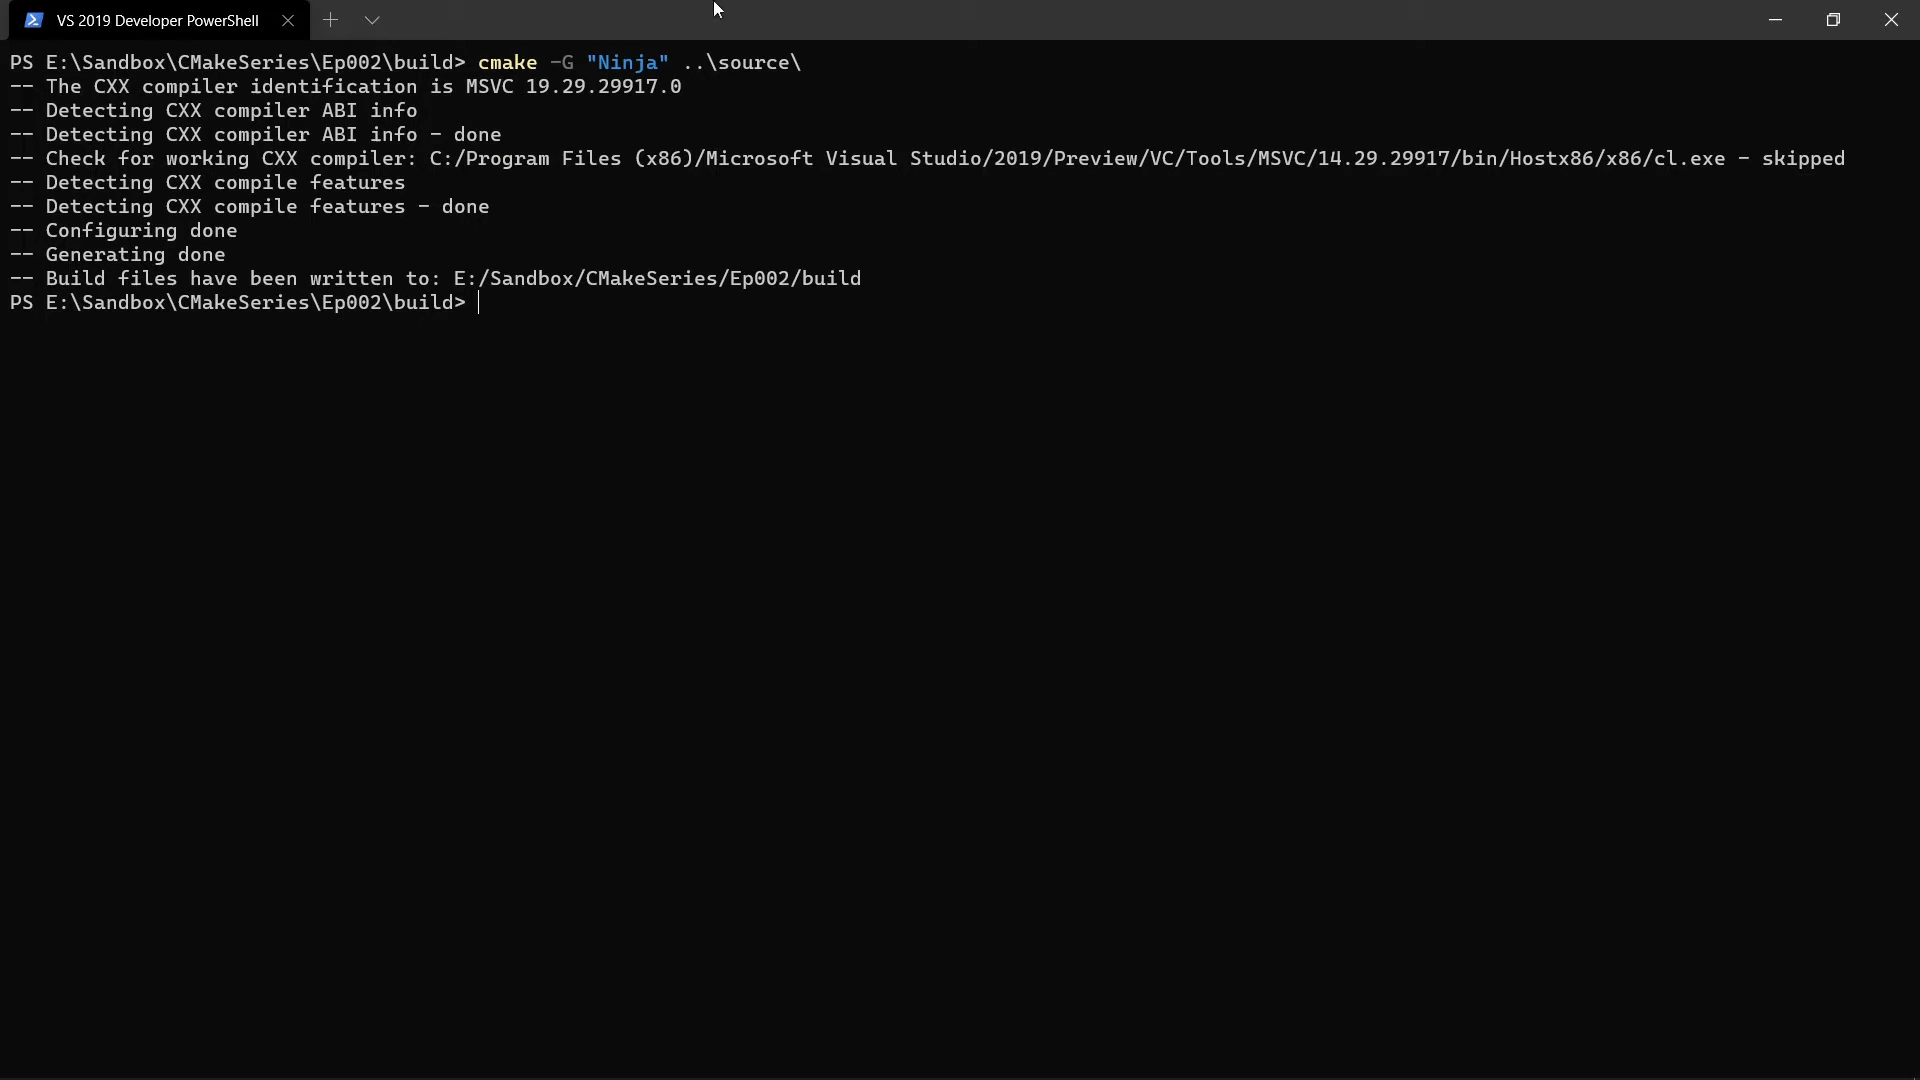 VS 2019 Developer PowerShell
PS E:\Sandbox\CMakeSeries\Ep002\build> cmake -G "Ninja" ..\source\
-- The CXX compiler identification is MSVC 19.29.29917.0
-- Detecting CXX compiler ABI info
-- Detecting CXX compiler ABI info - done
-- Check for working CXX compiler: C:/Program Files (x86)/Microsoft Visual Studio/2019/Preview/VC/Tools/MSVC/14.29.29917/bin/Hostx86/x86/cl.exe - skipped
-- Detecting CXX compile features
-- Detecting CXX compile features - done
-- Configuring done
-- Generating done
-- Build files have been written to: E:/Sandbox/CMakeSeries/Ep002/build
PS E:\Sandbox\CMakeSeries\Ep002\build>